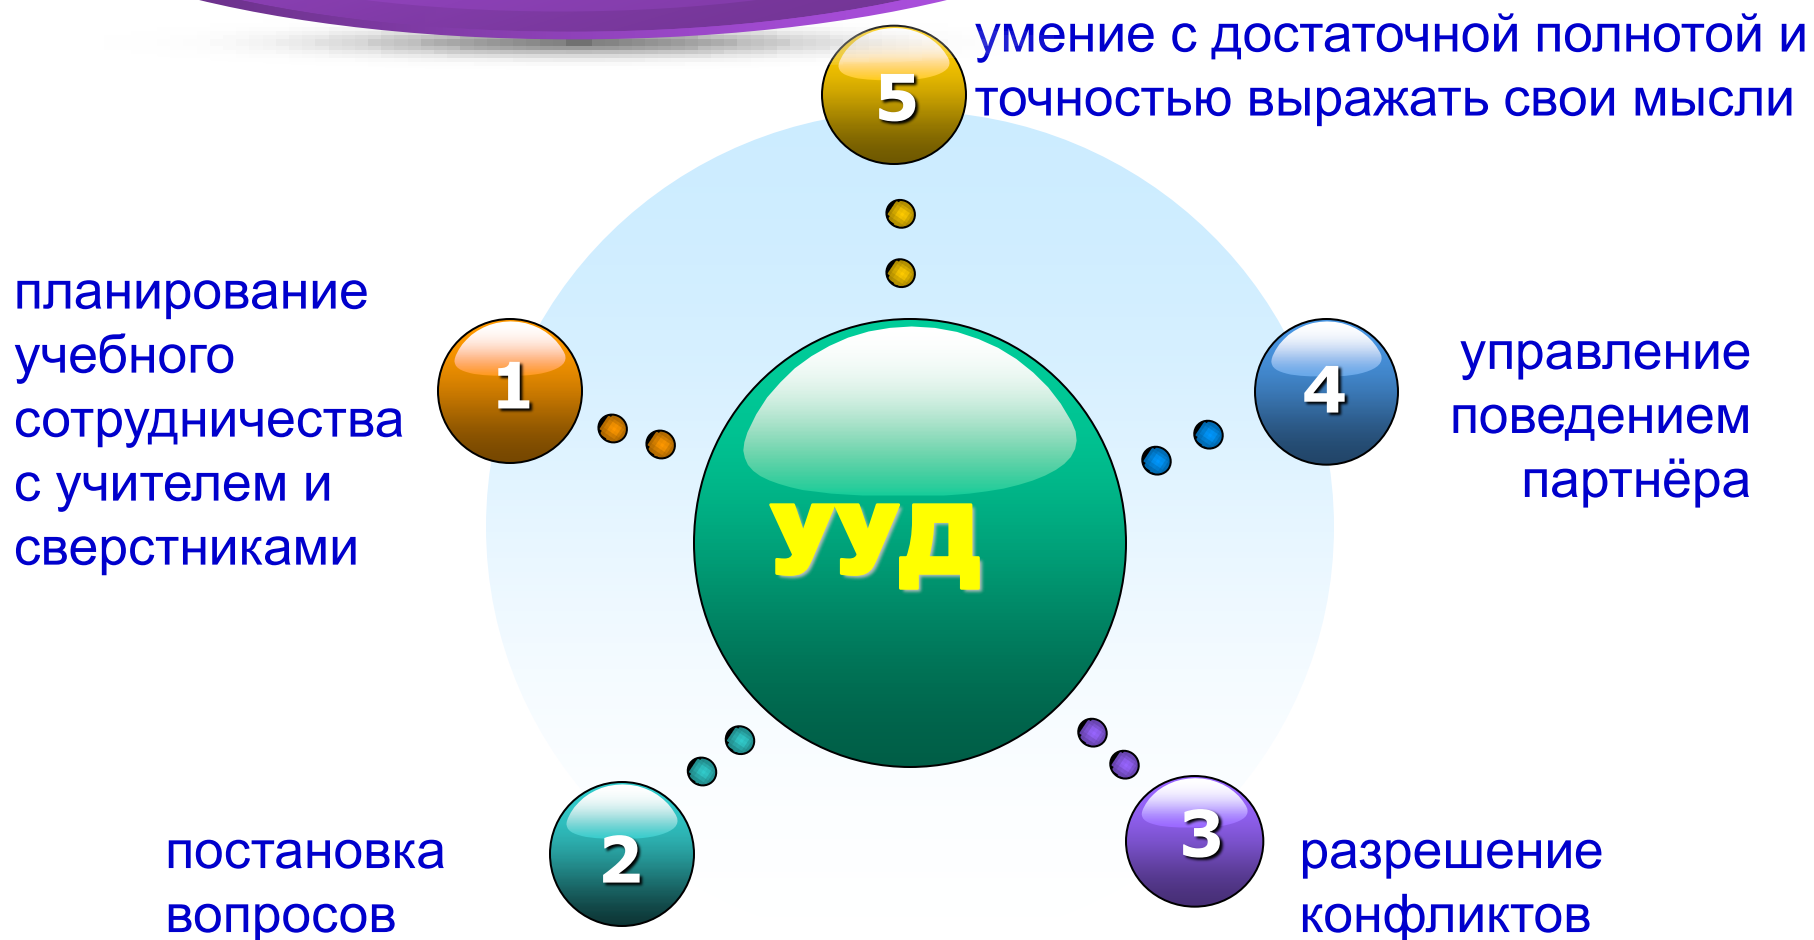 умение с достаточной полнотой и
точностью выражать свои мысли
5
планирование
учебного
сотрудничества
с учителем и
сверстниками
1
4
управление
поведением
партнёра
УУД
2
постановка
вопросов
3
разрешение
конфликтов